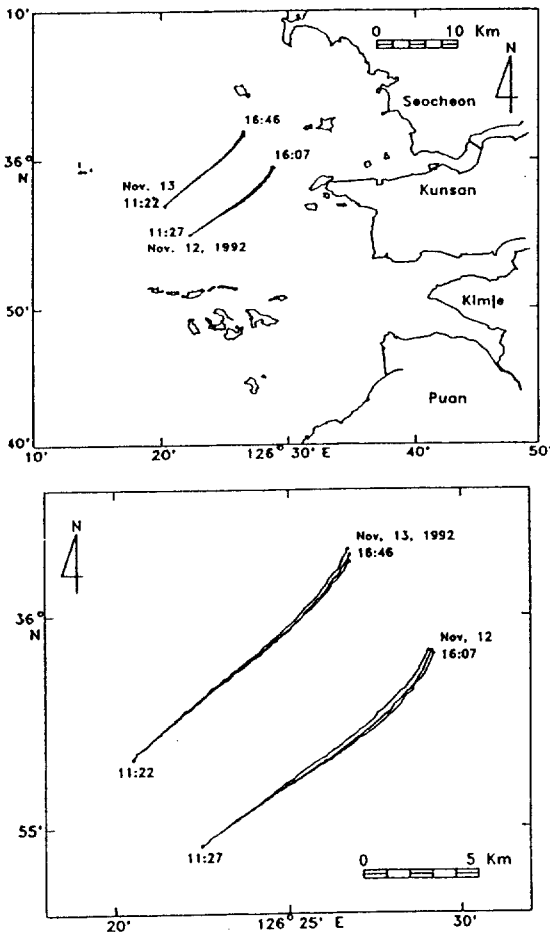 10'
0 10 Km
N
Seocheon
16:46
16:07
36°
N
Nov. 13
11:22
Kunsan
11:27
Nov. 12, 1992
50'
Kimje
Puan
40'
10' 20' 126° 30' E 40' 50'
N
Nov, 13, 1992
16:46
36°
N
Nov, 12
16:07
11:22
55'
11:27
0 5 Km
20' 126° 25' E 30'